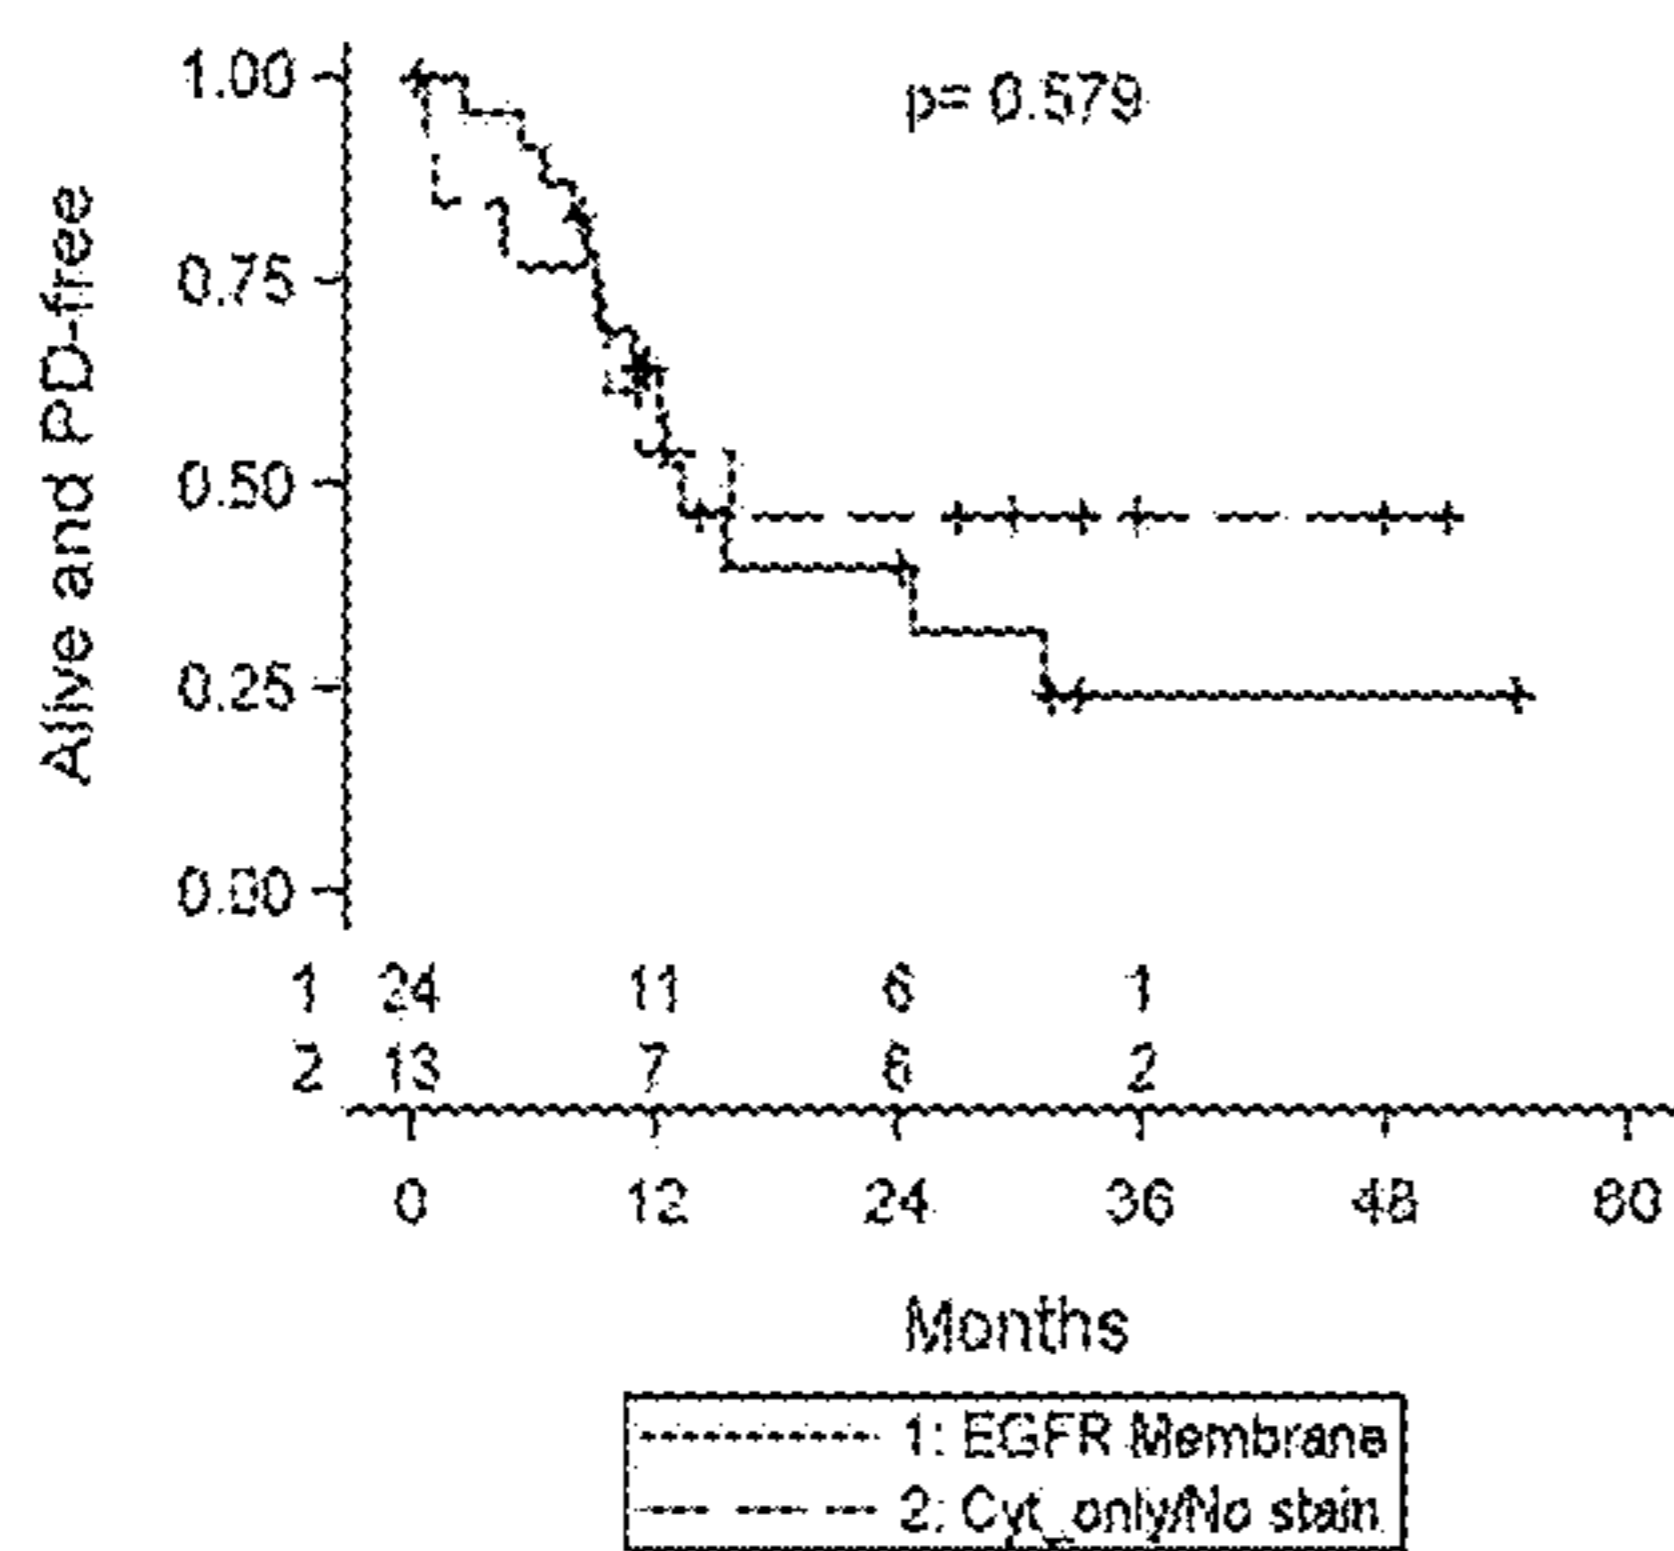 1.00
p= 0.579
0.75
0.50
0.25
0.00
Alive and PD-free
1 24 11 6 1
2 13 7 6 2
0 12 24 36 48 60
Months
1: EGFR Membrane
2: Cyt_only/No stain